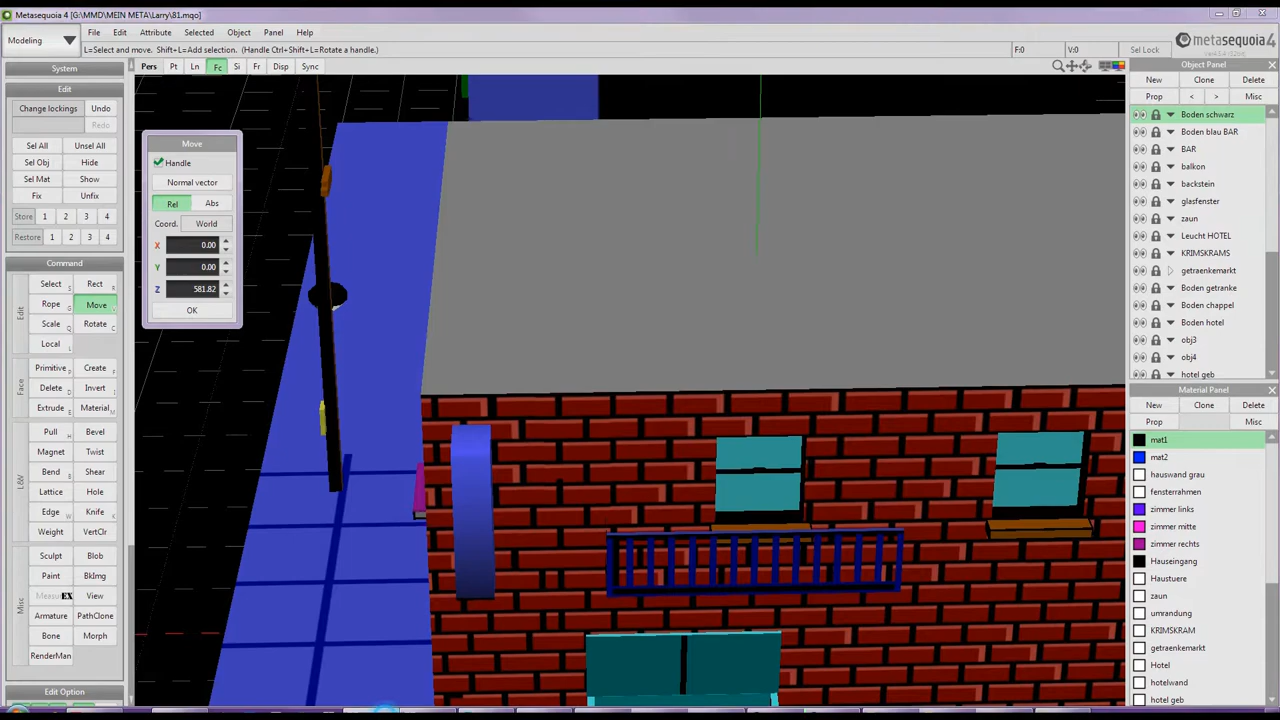 Metasequoia 4 [G:\MMD\MEIN META\Larry\81.mqo]
Modeling
File Edit Attribute Selected Object Panel Help
L=Select and move. Shift+L=Add selection. (Handle Ctrl+Shift+L=Rotate a handle.)
F:0 V:0 Sel Lock
metasequoia 4
System
Pers Pt Ln Fc Si Fr Disp Sync
Edit
Change lockings Undo
Redo
Sel All Unsel All
Sel Obj Hide
Sel Mat Show
Fix Unfix
Store 1 2 3 4
Restore 1 2 3 4
Command
Edit
Select Rect
Rope Move
Scale Rotate
Local
Face
Primitive Create
Delete Invert
Extrude Material
L&V
Pull Bevel
Magnet Twist
Bend Shear
Lattice Hole
Edge Knife
Weight VertClr
Misc
Sculpt Blob
Paint BkImg
Measure EX View
Armature PathClone
Bone Morph
RenderMan
Edit Option
Move
Handle
Normal vector
Rel Abs
Coord. World
X 0.00
Y 0.00
Z 581.82
OK
Object Panel
New Clone Delete
Prop < > Misc
Boden schwarz
Boden blau BAR
BAR
balkon
backstein
glasfenster
zaun
Leucht HOTEL
KRIMSKRAMS
getraenkemarkt
Boden getranke
Boden chappel
Boden hotel
obj3
obj4
hotel geb
Material Panel
New Clone Delete
Prop Misc
mat1
mat2
hauswand grau
fensterrahmen
zimmer links
zimmer mitte
zimmer rechts
Hauseingang
Haustuere
zaun
umrandung
KRIMSKRAM
getraenkemarkt
Hotel
hotelwand
hotel geb